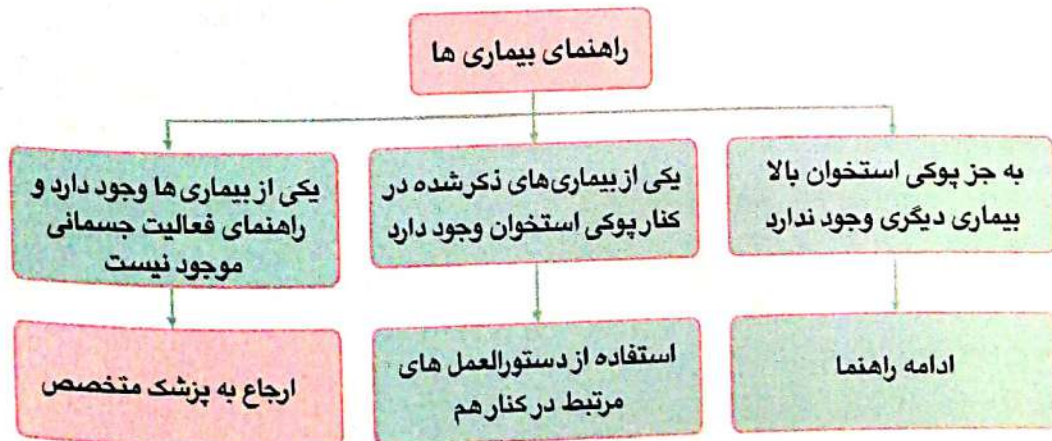 راهنمای بیماری ها
به جز پوکی استخوان بالا
بیماری دیگری وجود ندارد
یکی از بیماری های ذکر شده در
کنار پوکی استخوان وجود دارد
یکی از بیماری ها وجود دارد و
راهنمای فعالیت جسمانی
موجود نیست
ادامه راهنما
استفاده از دستورالعمل های
مرتبط در کنار هم
ارجاع به پزشک متخصص